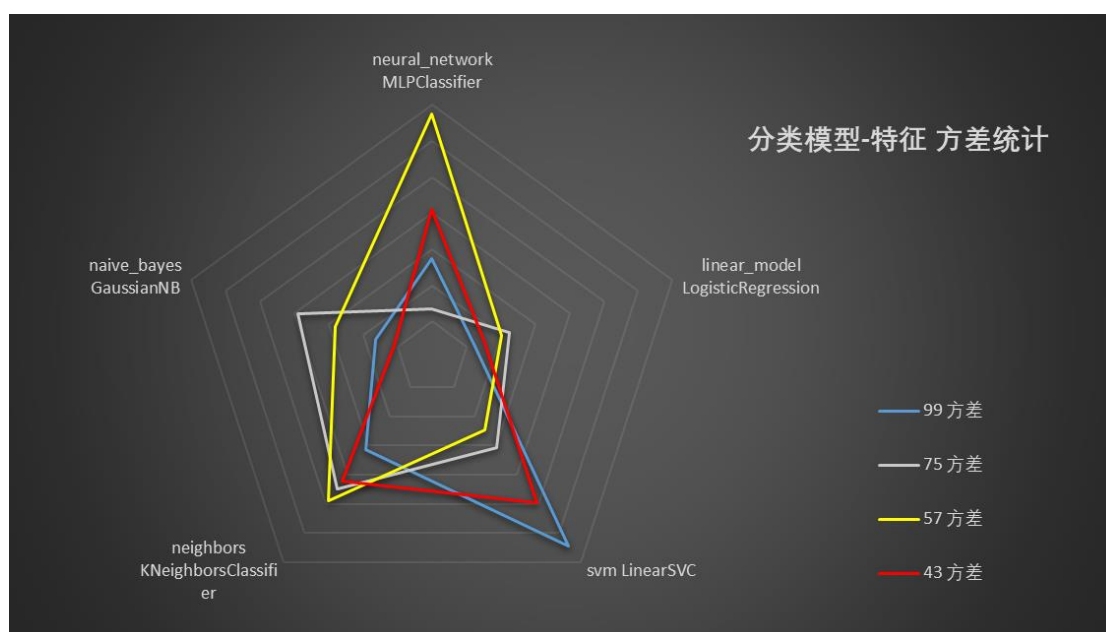 neural_network
MLPClassifier
分类模型-特征 方差统计
naive_bayes
GaussianNB
linear_model
LogisticRegression
99 方差
75 方差
57 方差
43 方差
neighbors
KNeighborsClassifi
er
svm LinearSVC